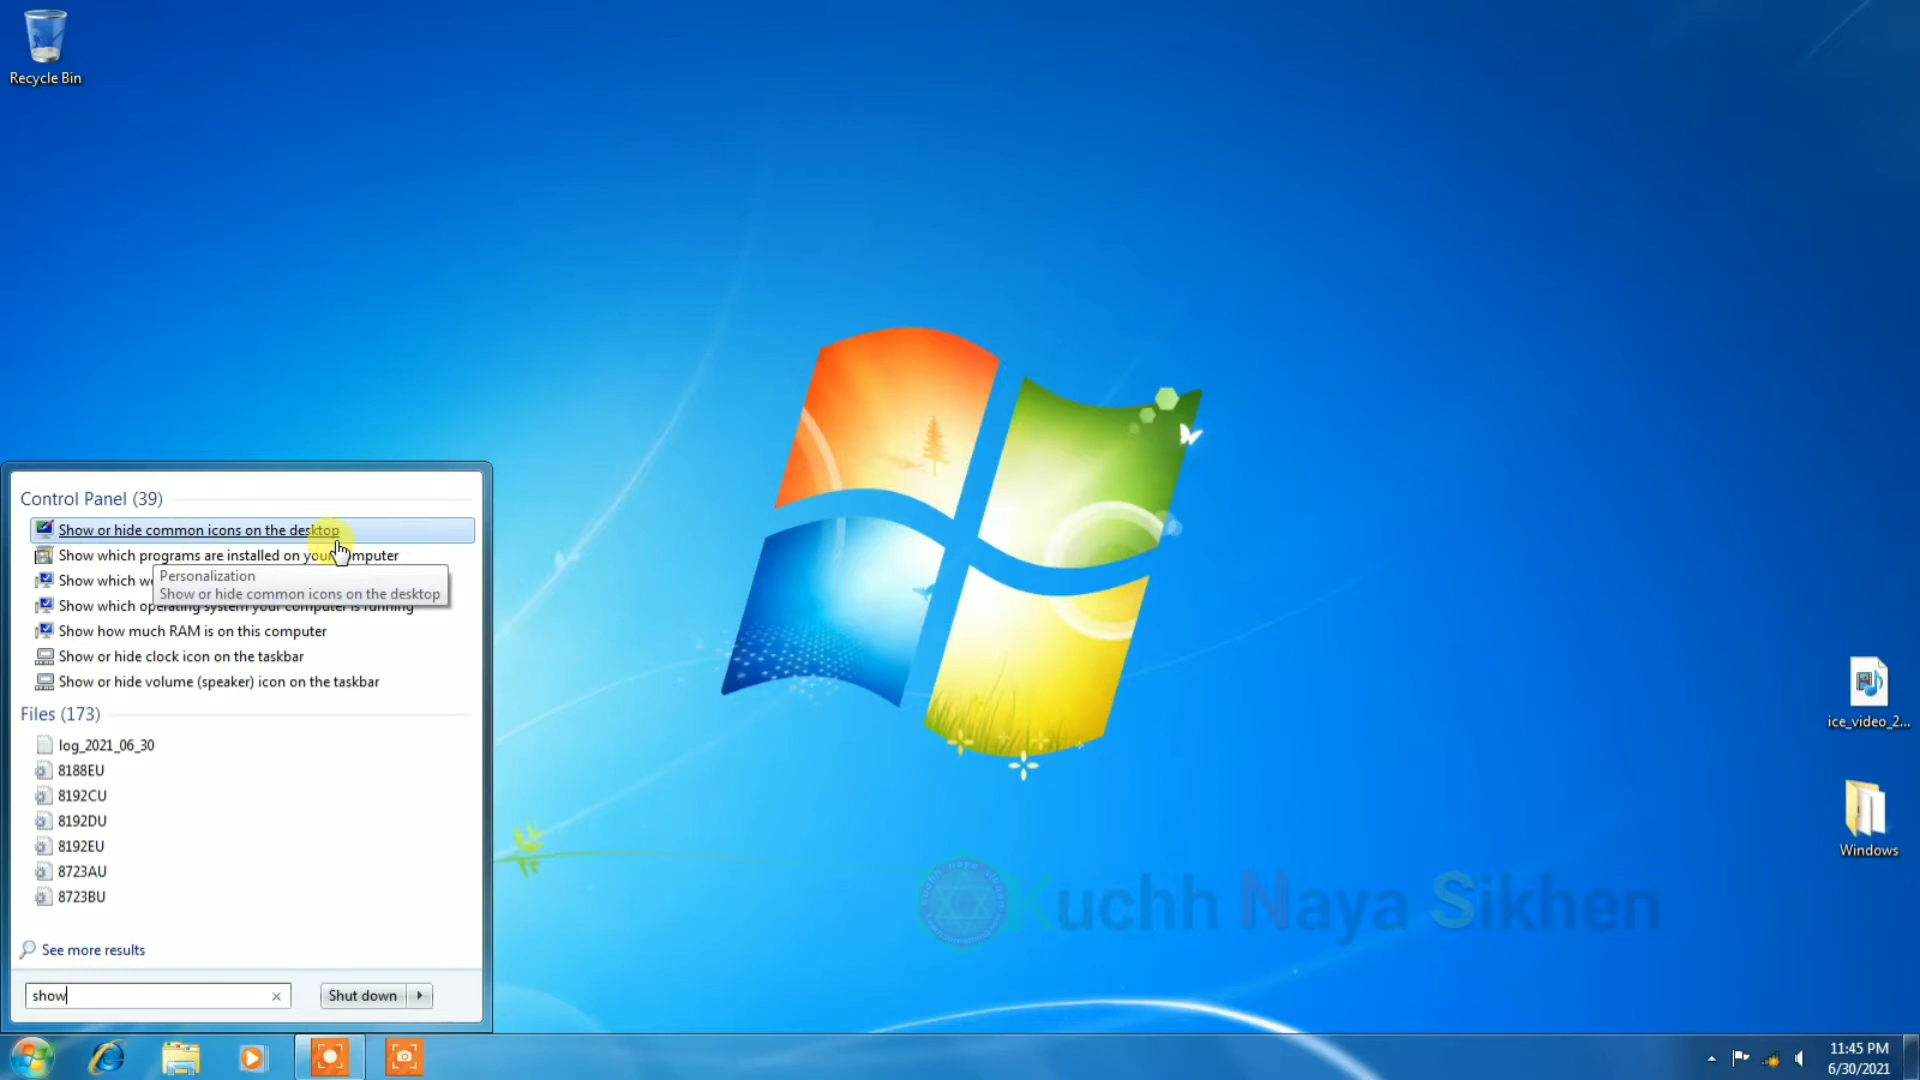 Recycle Bin
Control Panel (39)
Show or hide common icons on the desktop
Show which programs are installed on your computer
Show which
Personalization
Show or hide common icons on the desktop
Show which operating system your computer is running
Show how much RAM is on this computer
Show or hide clock icon on the taskbar
Show or hide volume (speaker) icon on the taskbar
Files (173)
log_2021_06_30
8188EU
8192CU
8192DU
8192EU
8723AU
8723BU
See more results
show
Shut down
ice_video_2...
Windows
Kuchh Naya Sikhen
11:45 PM
6/30/2021